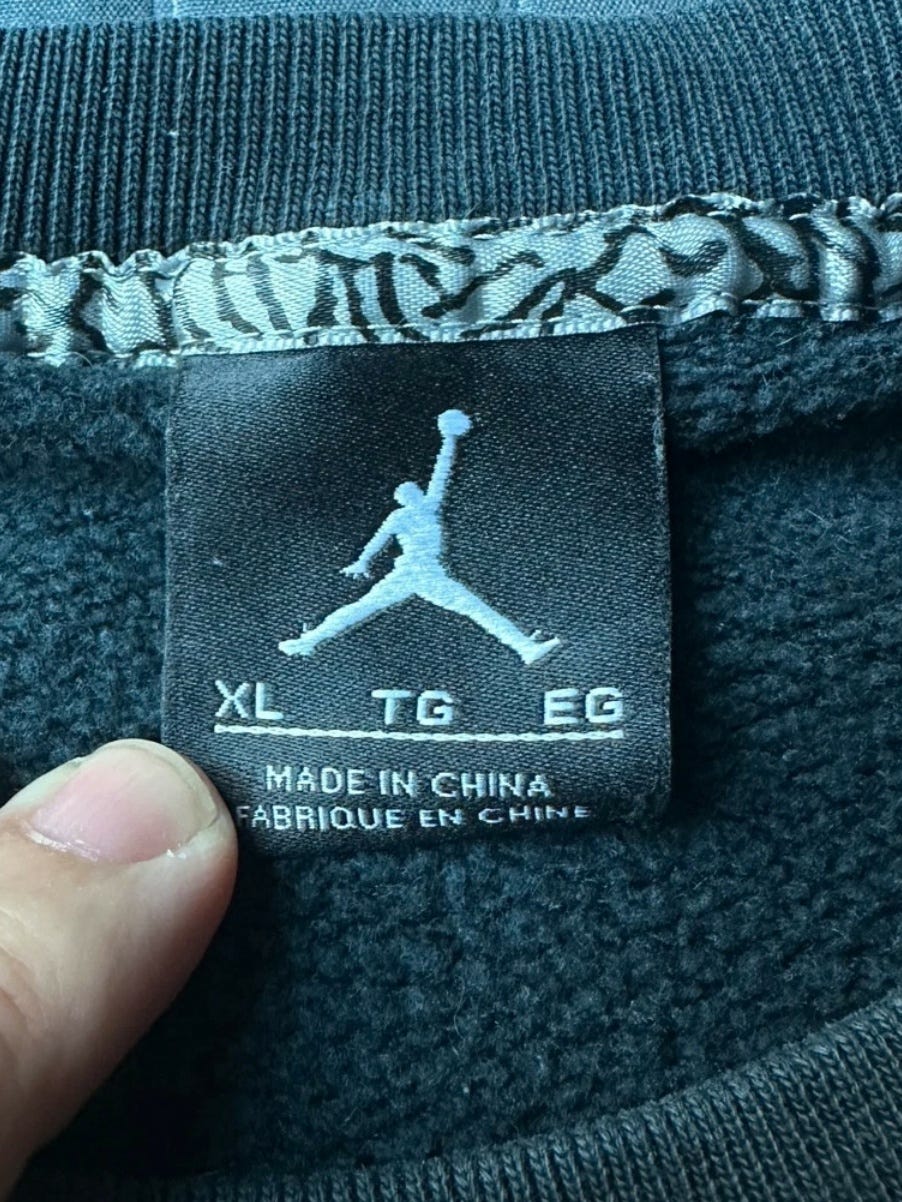 XL TG EG
MADE IN CHINA
FABRIQUE EN CHINE